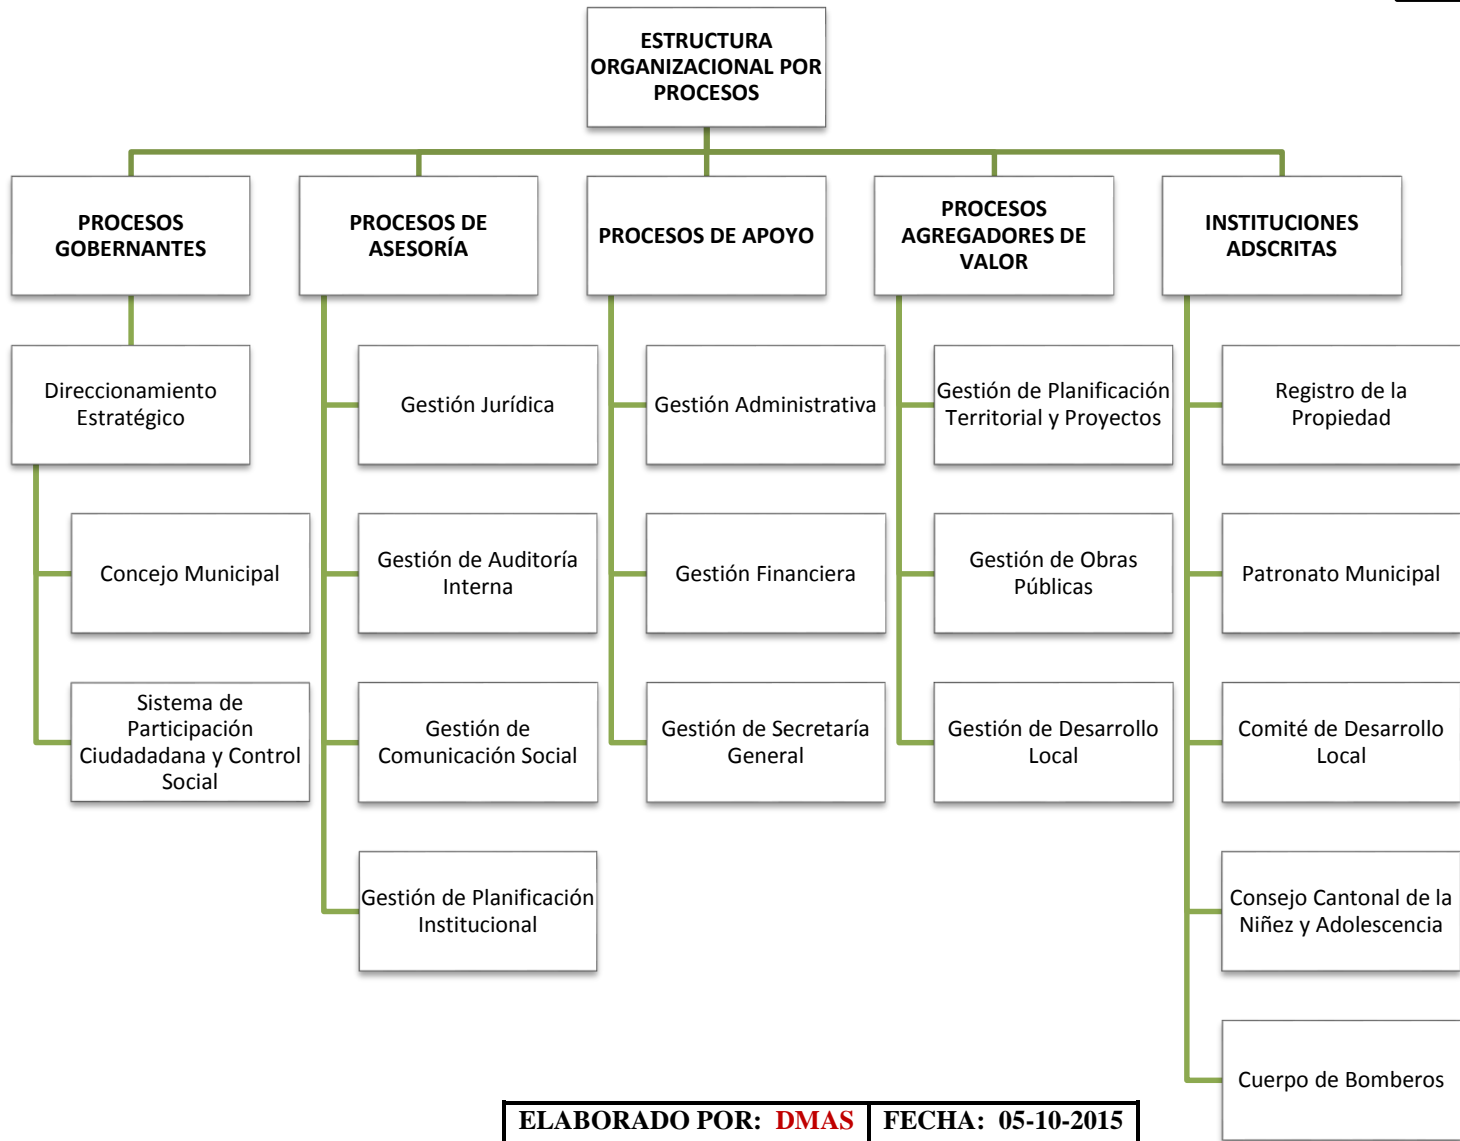 ESTRUCTURA
ORGANIZACIONAL POR
PROCESOS
PROCESOS
GOBERNANTES
Direccionamiento
Estratégico
Concejo Municipal
Sistema de
Participación
Ciudadadana y Control
Social
PROCESOS DE
ASESORÍA
Gestión Jurídica
Gestión de Auditoría
Interna
Gestión de
Comunicación Social
Gestión de Planificación
Institucional
PROCESOS DE APOYO
Gestión Administrativa
Gestión Financiera
Gestión de Secretaría
General
PROCESOS
AGREGADORES DE
VALOR
Gestión de Planificación
Territorial y Proyectos
Gestión de Obras
Públicas
Gestión de Desarrollo
Local
INSTITUCIONES
ADSCRITAS
Registro de la
Propiedad
Patronato Municipal
Comité de Desarrollo
Local
Consejo Cantonal de la
Niñez y Adolescencia
Cuerpo de Bomberos
ELABORADO POR: DMAS FECHA: 05-10-2015